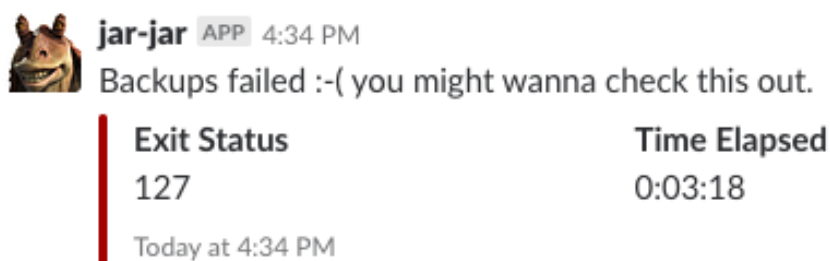 jar-jar APP 4:34 PM
Backups failed :-( you might wanna check this out.
Exit Status Time Elapsed
127 0:03:18
Today at 4:34 PM